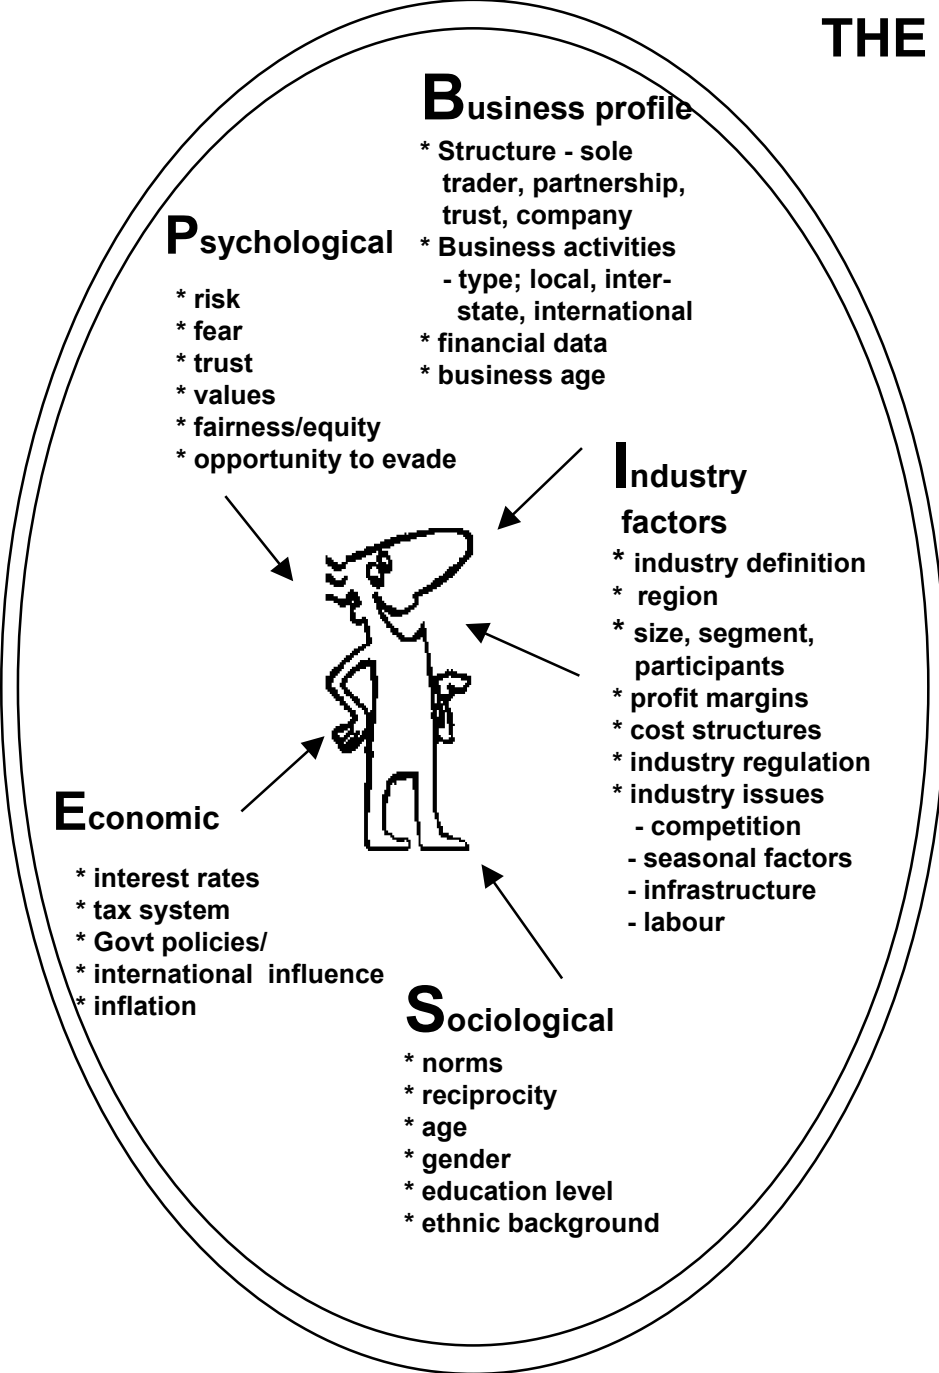 THE
Business profile
* Structure - sole
trader, partnership,
trust, company
* Business activities
- type; local, inter-
state, international
* financial data
* business age
Psychological
* risk
* fear
* trust
* values
* fairness/equity
* opportunity to evade
Industry
factors
* industry definition
* region
* size, segment,
participants
* profit margins
* cost structures
* industry regulation
* industry issues
- competition
- seasonal factors
- infrastructure
- labour
Economic
* interest rates
* tax system
* Govt policies/
* international influence
* inflation
Sociological
* norms
* reciprocity
* age
* gender
* education level
* ethnic background